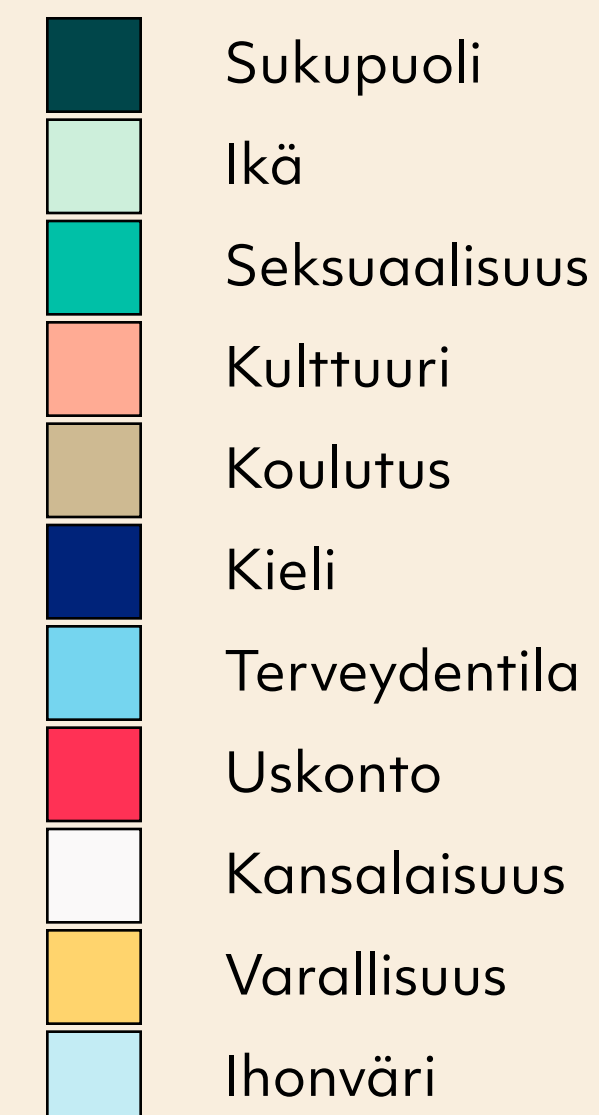 Sukupuoli
Ikä
Seksuaalisuus
Kulttuuri
Koulutus
Kieli
Terveydentila
Uskonto
Kansalaisuus
Varallisuus
Ihonväri